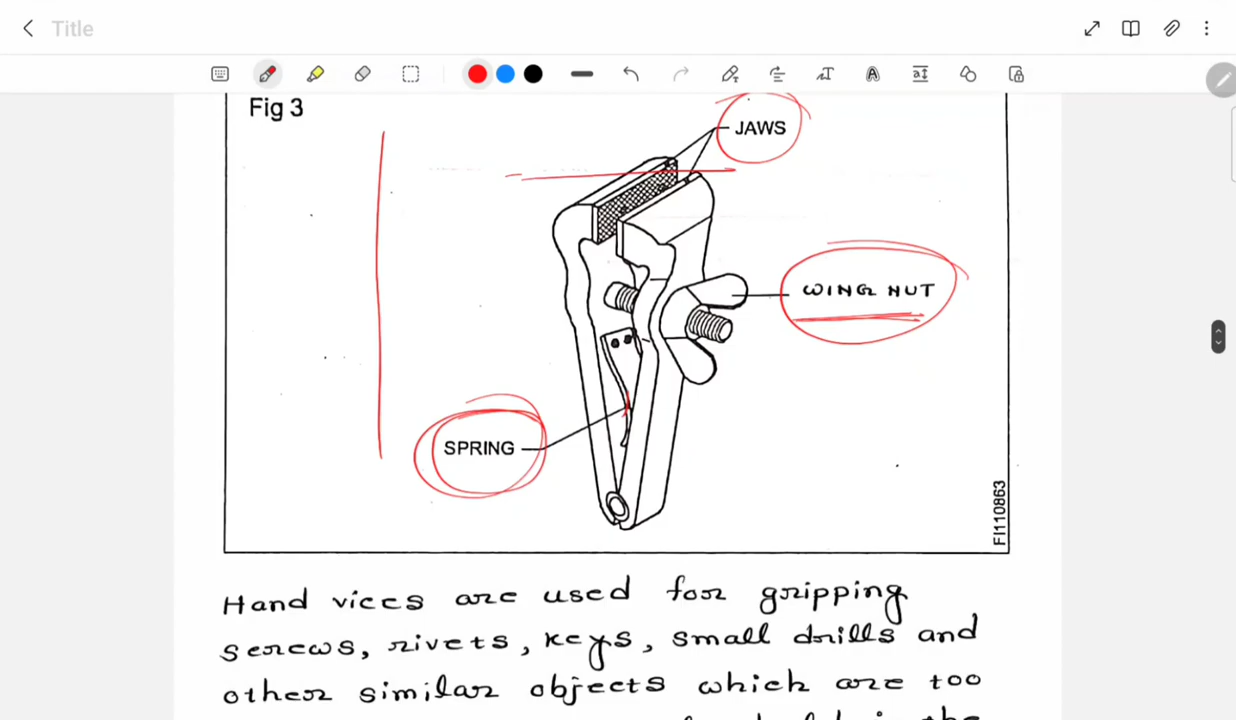 Title
Fig 3
JAWS
WING NUT
SPRING
FI110863
Hand vices are used for gripping
screws, rivets, keys, small drills and
other similar objects which are too